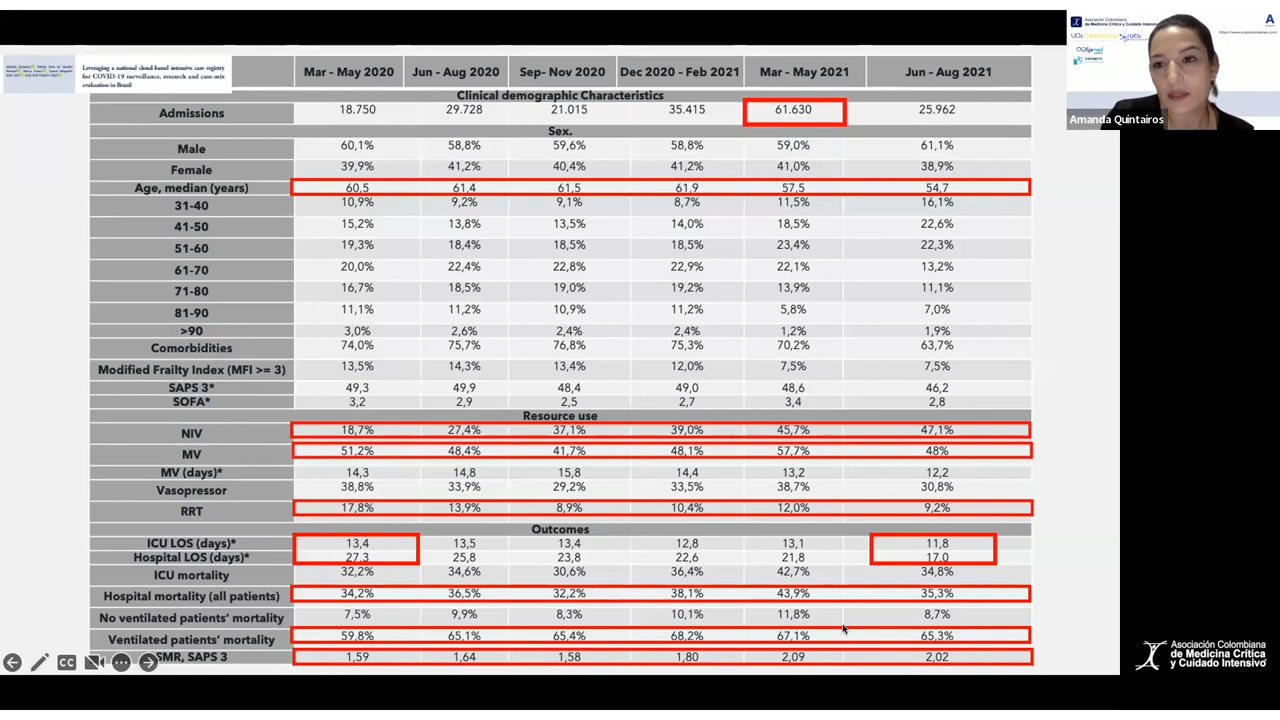 Leveraging a national cloud-based intensive care registry
for COVID-19 surveillance, research and case-mix
evaluation in Brazil
Mar – May 2020 Jun – Aug 2020 Sep- Nov 2020 Dec 2020 – Feb 2021 Mar – May 2021 Jun – Aug 2021
Clinical demographic Characteristics
Admissions 18.750 29.728 21.015 35.415 61.630 25.962
Sex.
Male 60,1% 58,8% 59,6% 58,8% 59,0% 61,1%
Female 39,9% 41,2% 40,4% 41,2% 41,0% 38,9%
Age, median (years) 60,5 61,4 61,5 61,9 57,5 54,7
31-40 10,9% 9,2% 9,1% 8,7% 11,5% 16,1%
41-50 15,2% 13,8% 13,5% 14,0% 18,5% 22,6%
51-60 19,3% 18,4% 18,5% 18,5% 23,4% 22,3%
61-70 20,0% 22,4% 22,8% 22,9% 22,1% 13,2%
71-80 16,7% 18,5% 19,0% 19,2% 13,9% 11,1%
81-90 11,1% 11,2% 10,9% 11,2% 5,8% 7,0%
>90 3,0% 2,6% 2,4% 2,4% 1,2% 1,9%
Comorbidities 74,0% 75,7% 76,8% 75,3% 70,2% 63,7%
Modified Frailty Index (MFI >= 3) 13,5% 14,3% 13,4% 12,0% 7,5% 7,5%
SAPS 3* 49,3 49,9 48,4 49,0 48,6 46,2
SOFA* 3,2 2,9 2,5 2,7 3,4 2,8
Resource use
NIV 18,7% 27,4% 37,1% 39,0% 45,7% 47,1%
MV 51,2% 48,4% 41,7% 48,1% 57,7% 48%
MV (days)* 14,3 14,8 15,8 14,4 13,2 12,2
Vasopressor 38,8% 33,9% 29,2% 33,5% 38,7% 30,8%
RRT 17,8% 13,9% 8,9% 10,4% 12,0% 9,2%
Outcomes
ICU LOS (days)* 13,4 13,5 13,4 12,8 13,1 11,8
Hospital LOS (days)* 27.3 25,8 23,8 22,6 21,8 17.0
ICU mortality 32,2% 34,6% 30,6% 36,4% 42,7% 34,8%
Hospital mortality (all patients) 34,2% 36,5% 32,2% 38,1% 43,9% 35,3%
No ventilated patients’ mortality 7,5% 9,9% 8,3% 10,1% 11,8% 8,7%
Ventilated patients’ mortality 59,8% 65,1% 65,4% 68,2% 67,1% 65,3%
SMR, SAPS 3 1,59 1,64 1,58 1,80 2,09 2,02
CC
Asociación Colombiana
de Medicina Crítica y Cuidado Intensivo
A
Amanda Quintairos
Asociación Colombiana
de Medicina Crítica
y Cuidado Intensivo